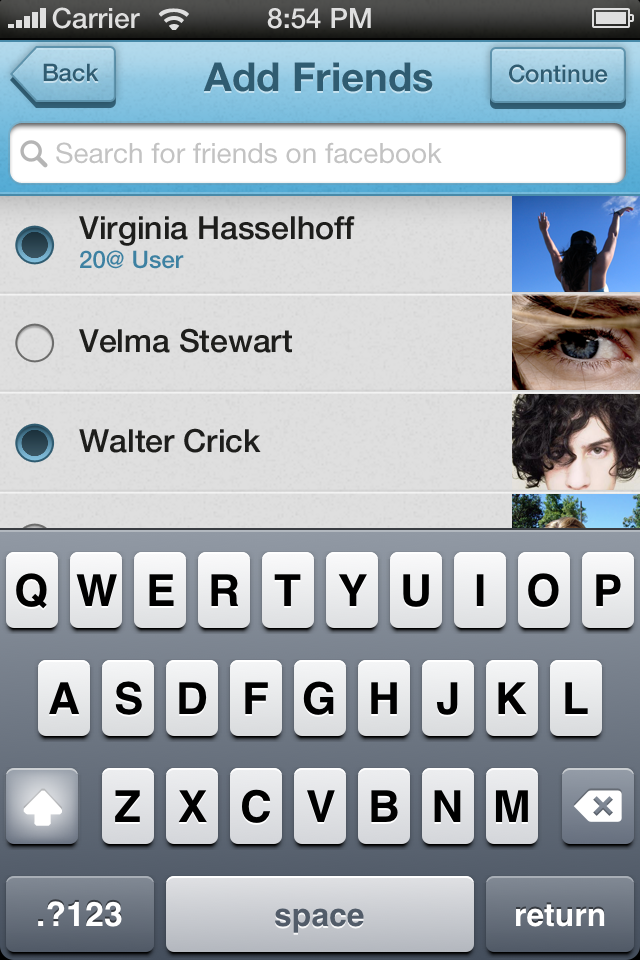 Carrier 8:54 PM
Back Add Friends Continue
Search for friends on facebook
Virginia Hasselhoff
20@ User
Velma Stewart
Walter Crick
Q W E R T Y U I O P
A S D F G H J K L
Z X C V B N M
.?123 space return